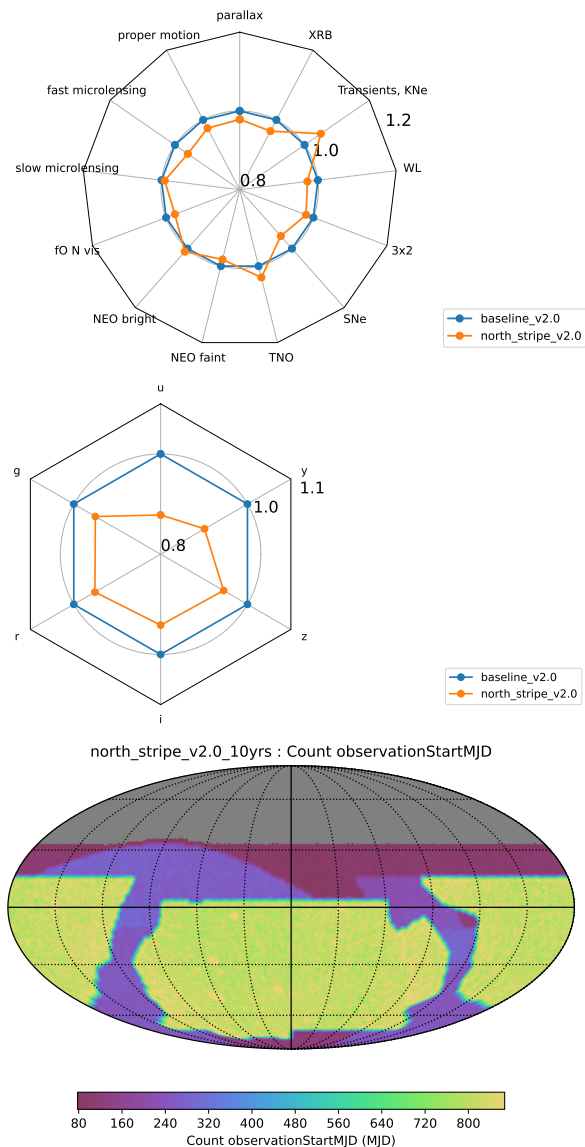 parallax
proper motion
XRB
fast microlensing
Transients, KNe
1.2
1.0
slow microlensing
0.8
WL
fO N vis
3x2
NEO bright
SNe
baseline_v2.0
north_stripe_v2.0
NEO faint
TNO
u
g
y
1.1
1.0
0.8
r
z
baseline_v2.0
north_stripe_v2.0
i
north_stripe_v2.0_10yrs : Count observationStartMJD
80 160 240 320 400 480 560 640 720 800
Count observationStartMJD (MJD)